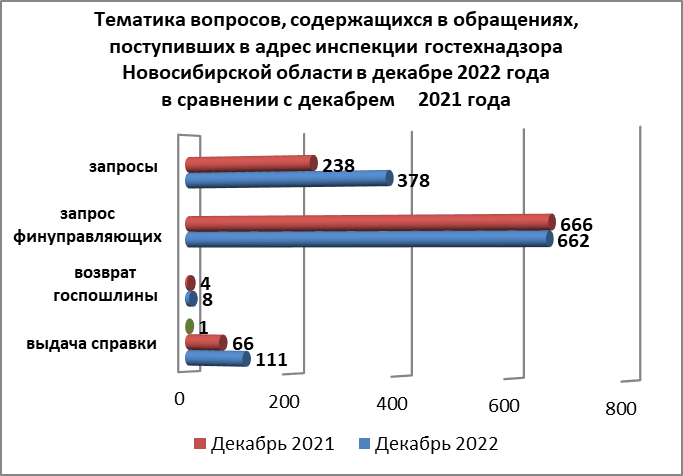 Тематика вопросов, содержащихся в обращениях,
поступивших в адрес инспекции гостехнадзора
Новосибирской области в декабре 2022 года
в сравнении с декабрем 2021 года
запросы
238
378
запрос
финуправляющих
666
662
возврат
госпошлины
4
8
1
выдача справки
66
111
0 200 400 600 800
Декабрь 2021 Декабрь 2022